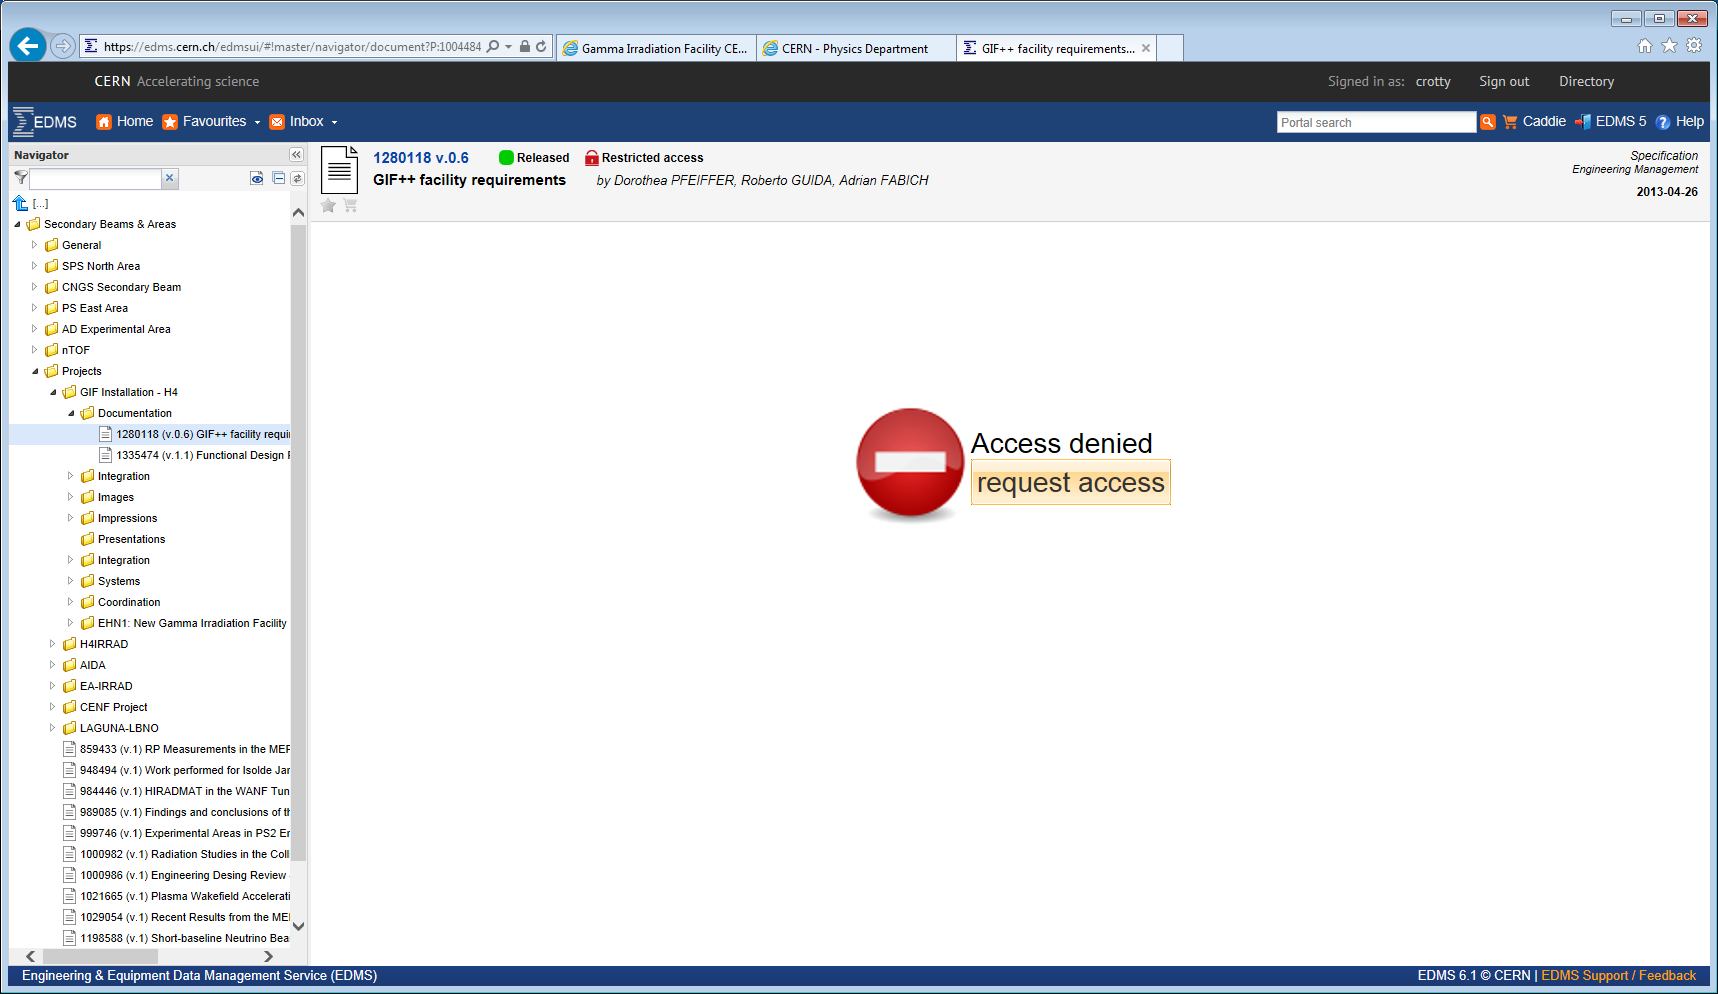 https://edms.cern.ch/edmsui/#!master/navigator/document?P:1004484
Gamma Irradiation Facility CE...
CERN - Physics Department
GIF++ facility requirements...
CERN Accelerating science
Signed in as: crotty Sign out Directory
EDMS Home Favourites Inbox
Portal search
Caddie EDMS 5 Help
Navigator
[...]
Secondary Beams & Areas
General
SPS North Area
CNGS Secondary Beam
PS East Area
AD Experimental Area
nTOF
Projects
GIF Installation - H4
Documentation
1280118 (v.0.6) GIF++ facility requi
1335474 (v.1.1) Functional Design
Integration
Images
Impressions
Presentations
Integration
Systems
Coordination
EHN1: New Gamma Irradiation Facility
H4IRRAD
AIDA
EA-IRRAD
CENF Project
LAGUNA-LBNO
859433 (v.1) RP Measurements in the MER
948494 (v.1) Work performed for Isolde Jar
984446 (v.1) HIRADMAT in the WANF Tun
989085 (v.1) Findings and conclusions of th
999746 (v.1) Experimental Areas in PS2 Er
1000982 (v.1) Radiation Studies in the Coll
1000986 (v.1) Engineering Desing Review
1021665 (v.1) Plasma Wakefield Accelerati
1029054 (v.1) Recent Results from the MEI
1198588 (v.1) Short-baseline Neutrino Bea
1280118 v.0.6 Released Restricted access
GIF++ facility requirements by Dorothea PFEIFFER, Roberto GUIDA, Adrian FABICH
Specification
Engineering Management
2013-04-26
Access denied
request access
Engineering & Equipment Data Management Service (EDMS)
EDMS 6.1 © CERN | EDMS Support / Feedback